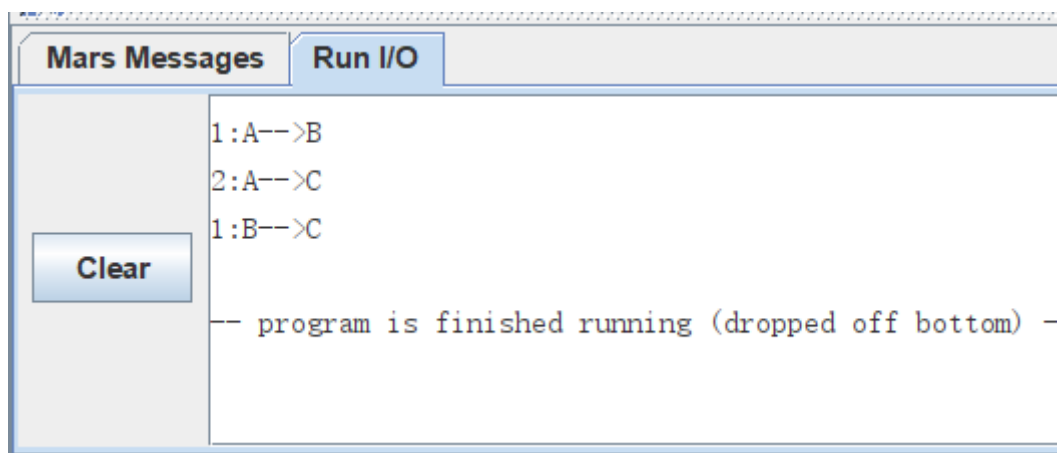 Mars Messages Run I/O
1:A-->B
2:A-->C
1:B-->C
Clear
-- program is finished running (dropped off bottom) -